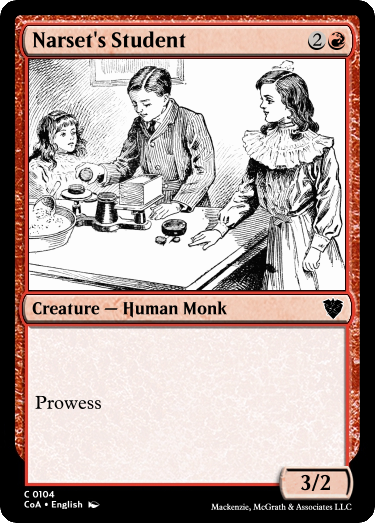 Narset's Student 2
Creature — Human Monk
Prowess
3/2
C 0104
CoA • English
Mackenzie, McGrath & Associates LLC